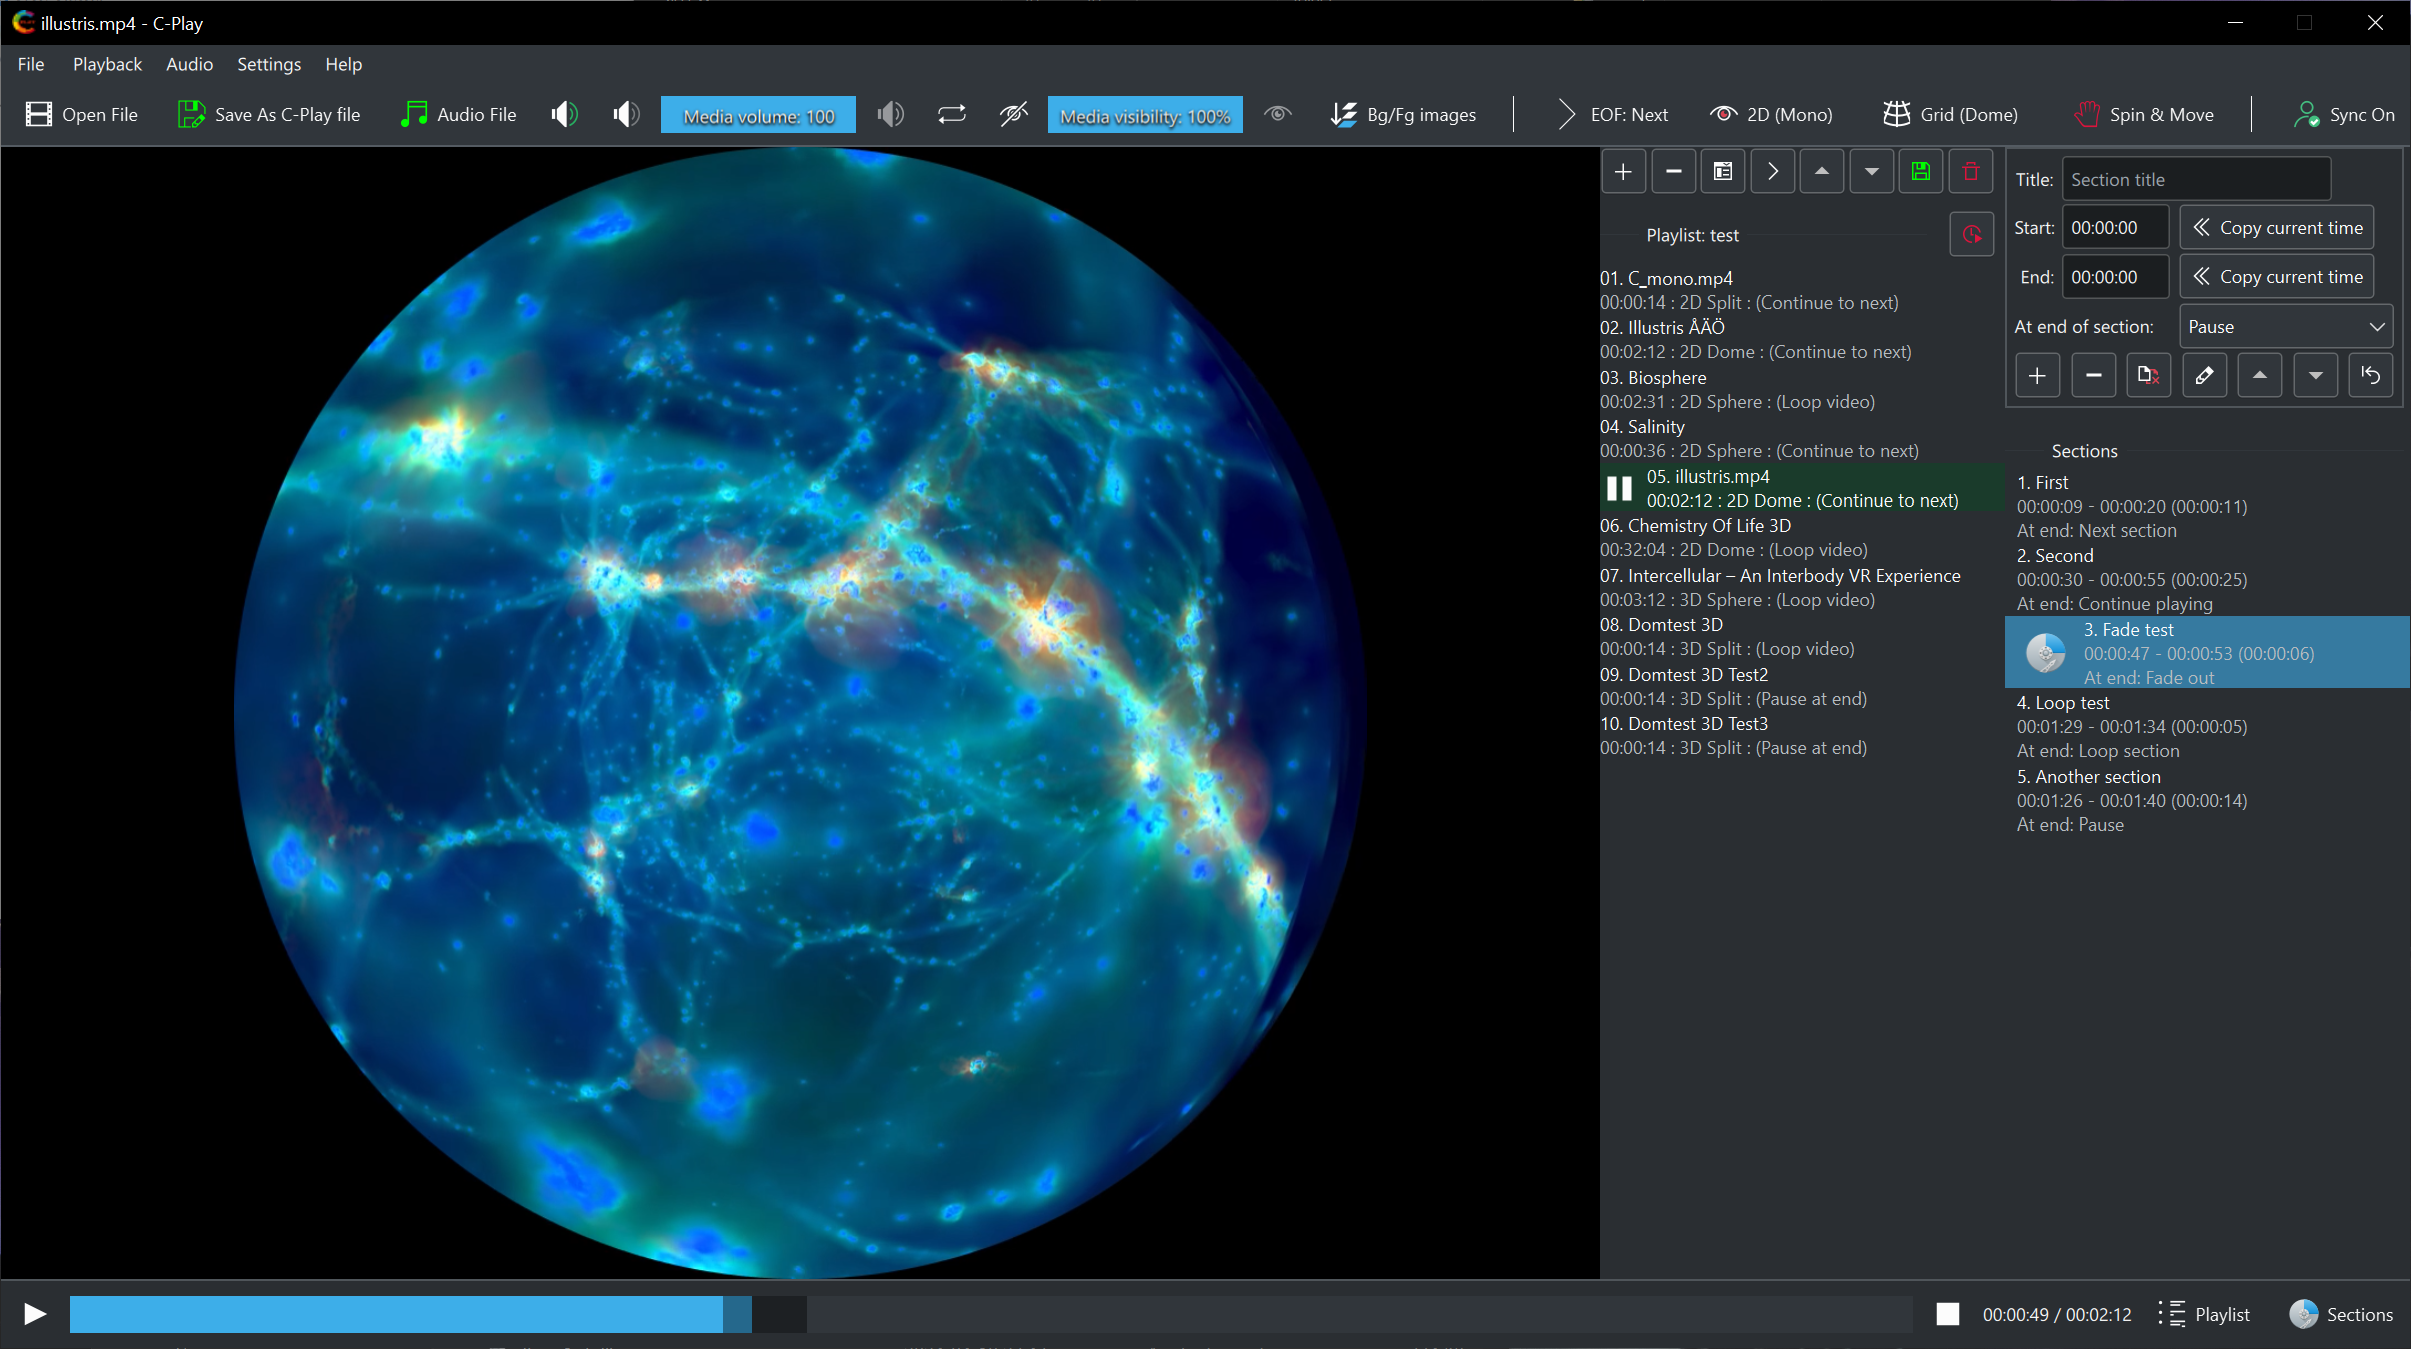 illustris.mp4 - C-Play
File Playback Audio Settings Help
Open File Save As C-Play file Audio File Media volume: 100 Media visibility: 100% Bg/Fg images EOF: Next 2D (Mono) Grid (Dome) Spin & Move Sync On
Playlist: test
01. C_mono.mp4
00:00:14 : 2D Split : (Continue to next)
02. Illustris ÅÄÖ
00:02:12 : 2D Dome : (Continue to next)
03. Biosphere
00:02:31 : 2D Sphere : (Loop video)
04. Salinity
00:00:36 : 2D Sphere : (Continue to next)
05. illustris.mp4
00:02:12 : 2D Dome : (Continue to next)
06. Chemistry Of Life 3D
00:32:04 : 2D Dome : (Loop video)
07. Intercellular – An Interbody VR Experience
00:03:12 : 3D Sphere : (Loop video)
08. Domtest 3D
00:00:14 : 3D Split : (Loop video)
09. Domtest 3D Test2
00:00:14 : 3D Split : (Pause at end)
10. Domtest 3D Test3
00:00:14 : 3D Split : (Pause at end)
Title: Section title
Start: 00:00:00 Copy current time
End: 00:00:00 Copy current time
At end of section: Pause
Sections
1. First
00:00:09 - 00:00:20 (00:00:11)
At end: Next section
2. Second
00:00:30 - 00:00:55 (00:00:25)
At end: Continue playing
3. Fade test
00:00:47 - 00:00:53 (00:00:06)
At end: Fade out
4. Loop test
00:01:29 - 00:01:34 (00:00:05)
At end: Loop section
5. Another section
00:01:26 - 00:01:40 (00:00:14)
At end: Pause
00:00:49 / 00:02:12 Playlist Sections